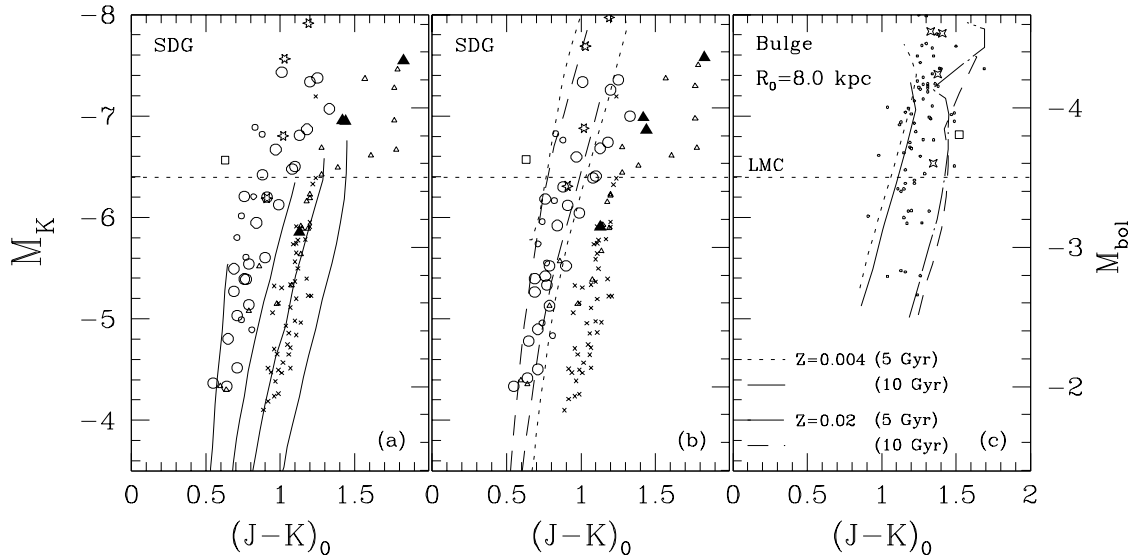 SDG
SDG
Bulge
R₀=8.0 kpc
LMC
Z=0.004 (5 Gyr)
(10 Gyr)
Z=0.02 (5 Gyr)
(10 Gyr)
(a)
(b)
(c)
-8
-7
-6
-5
-4
M_K
-4
-3
-2
M_bol
0 0.5 1 1.5 0 0.5 1 1.5 0 0.5 1 1.5 2
(J-K)₀ (J-K)₀ (J-K)₀